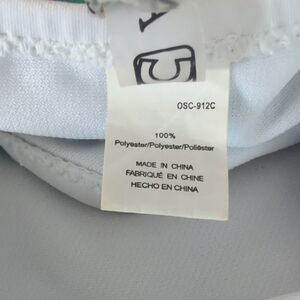 OSC-912C
100%
Polyester/Polyester/Poliéster
MADE IN CHINA
FABRIQUÉ EN CHINE
HECHO EN CHINA